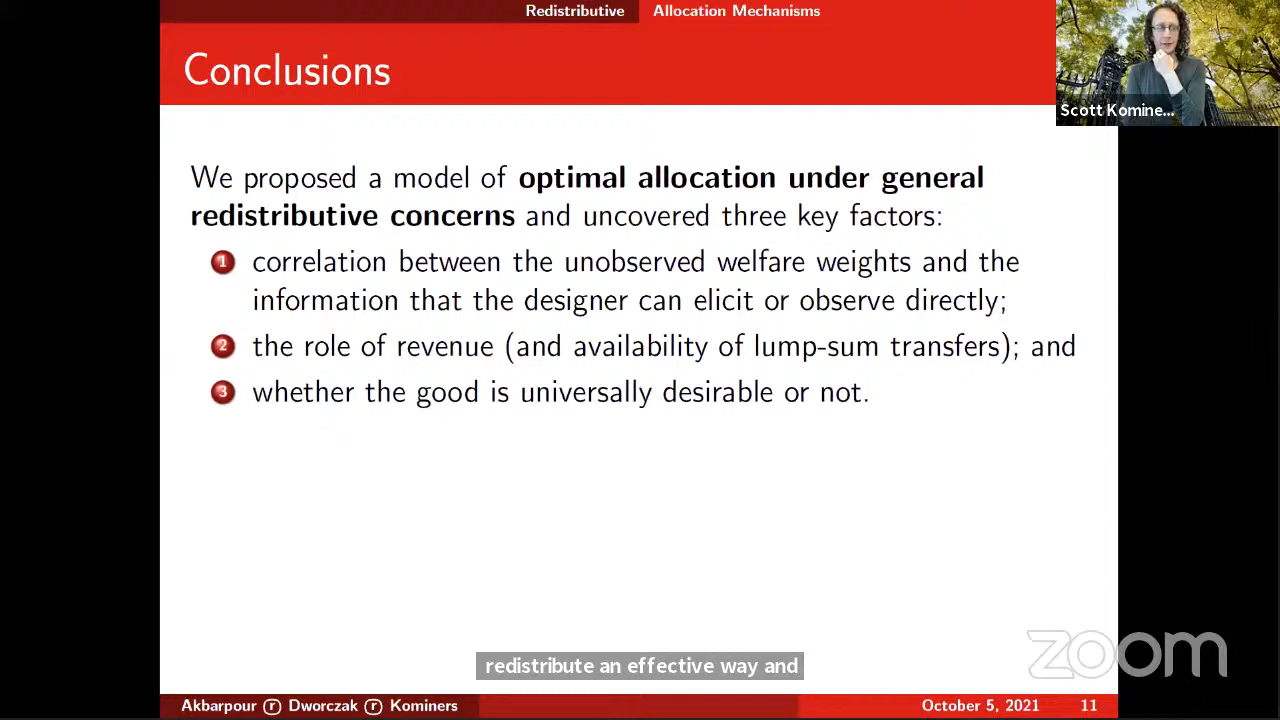 Redistributive Allocation Mechanisms
Conclusions
Scott Komine...
We proposed a model of optimal allocation under general
redistributive concerns and uncovered three key factors:
1 correlation between the unobserved welfare weights and the
information that the designer can elicit or observe directly;
2 the role of revenue (and availability of lump-sum transfers); and
3 whether the good is universally desirable or not.
zoom
redistribute an effective way and
Akbarpour ⓡ Dworczak ⓡ Kominers October 5, 2021 11